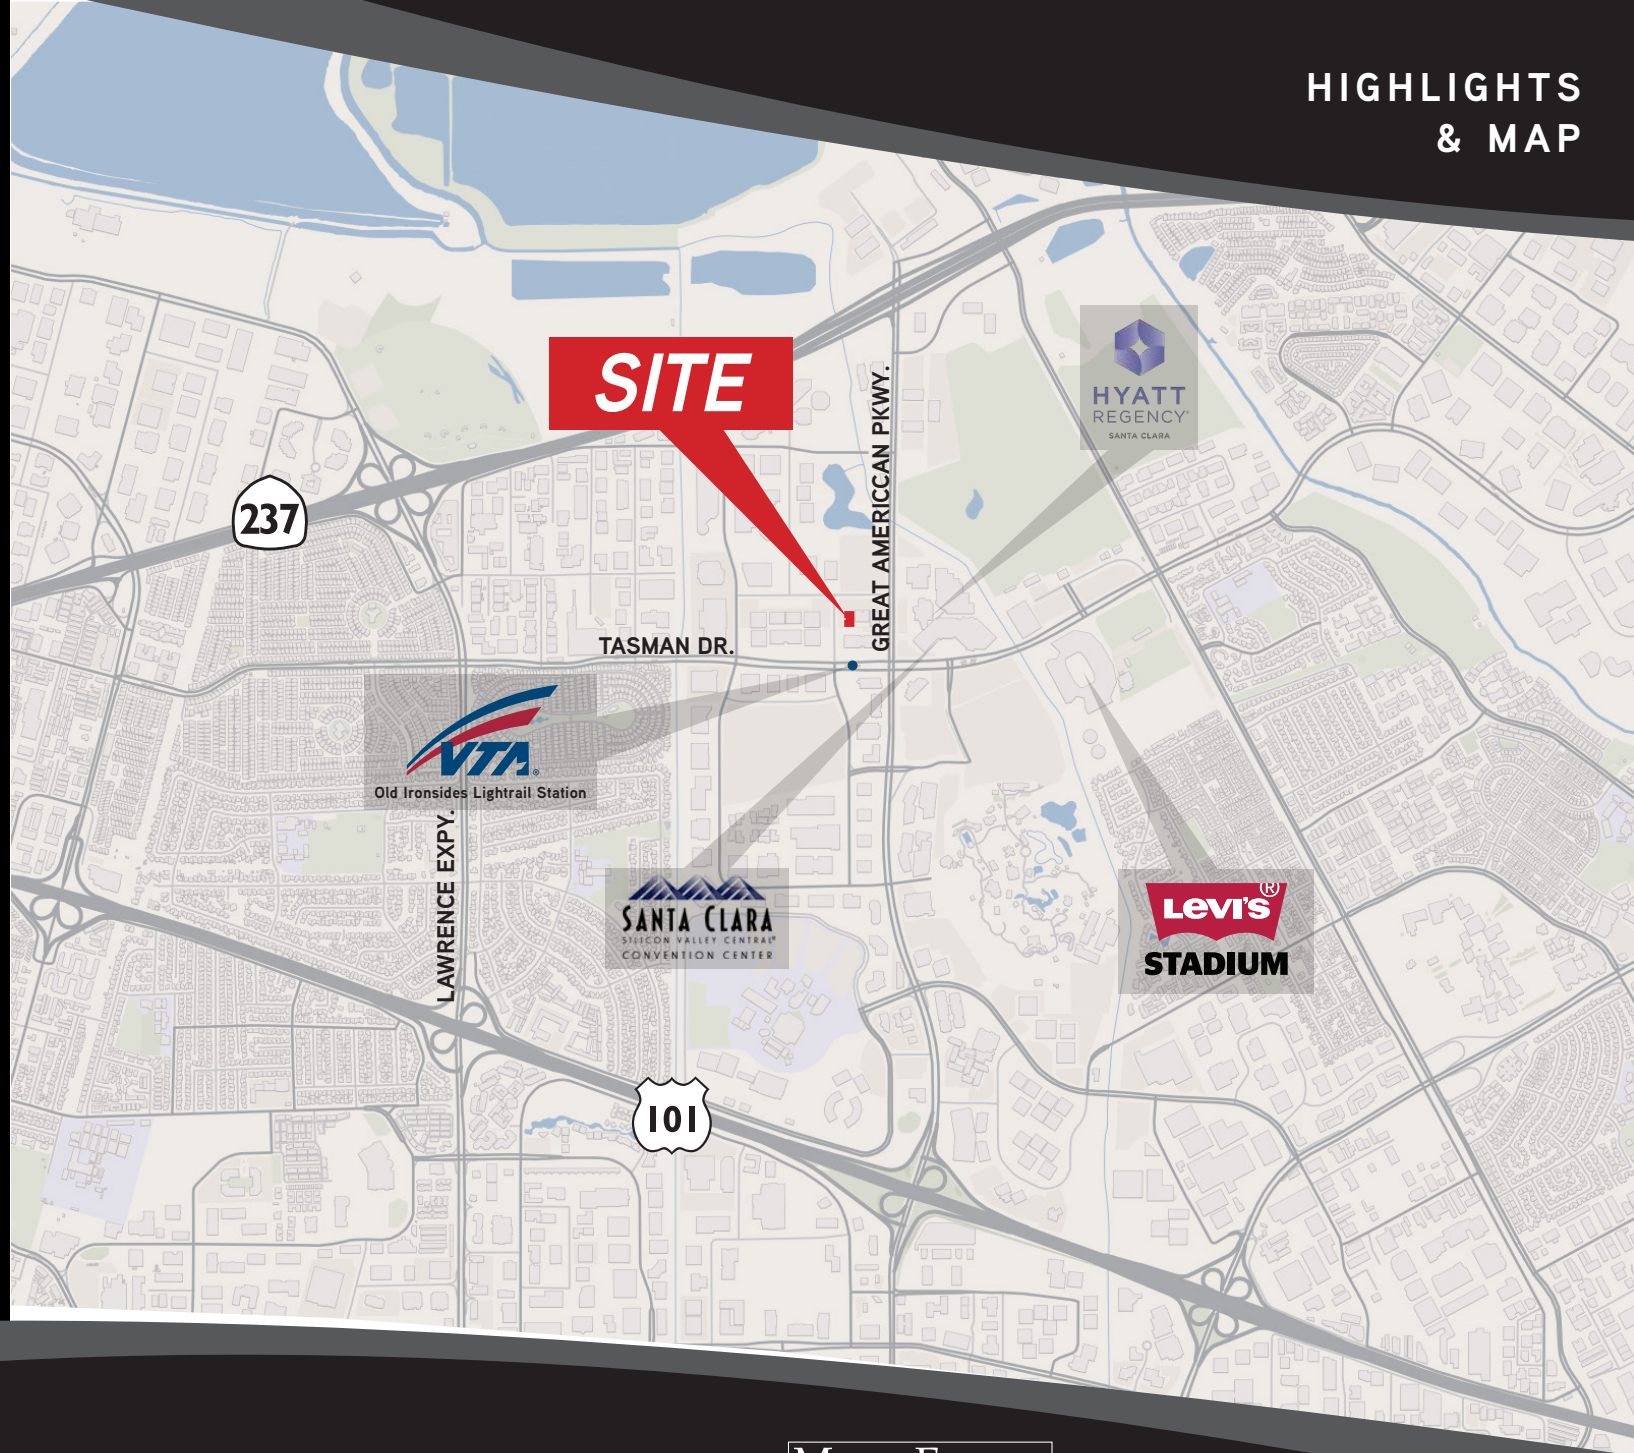 HIGHLIGHTS
& MAP
SITE
HYATT
REGENCY
SANTA CLARA
GREAT AMERICCAN PKWY.
237
TASMAN DR.
VTA®
Old Ironsides Lightrail Station
LAWRENCE EXPY.
SANTA CLARA
SILICON VALLEY CENTRAL®
CONVENTION CENTER
LEVI'S®
STADIUM
101